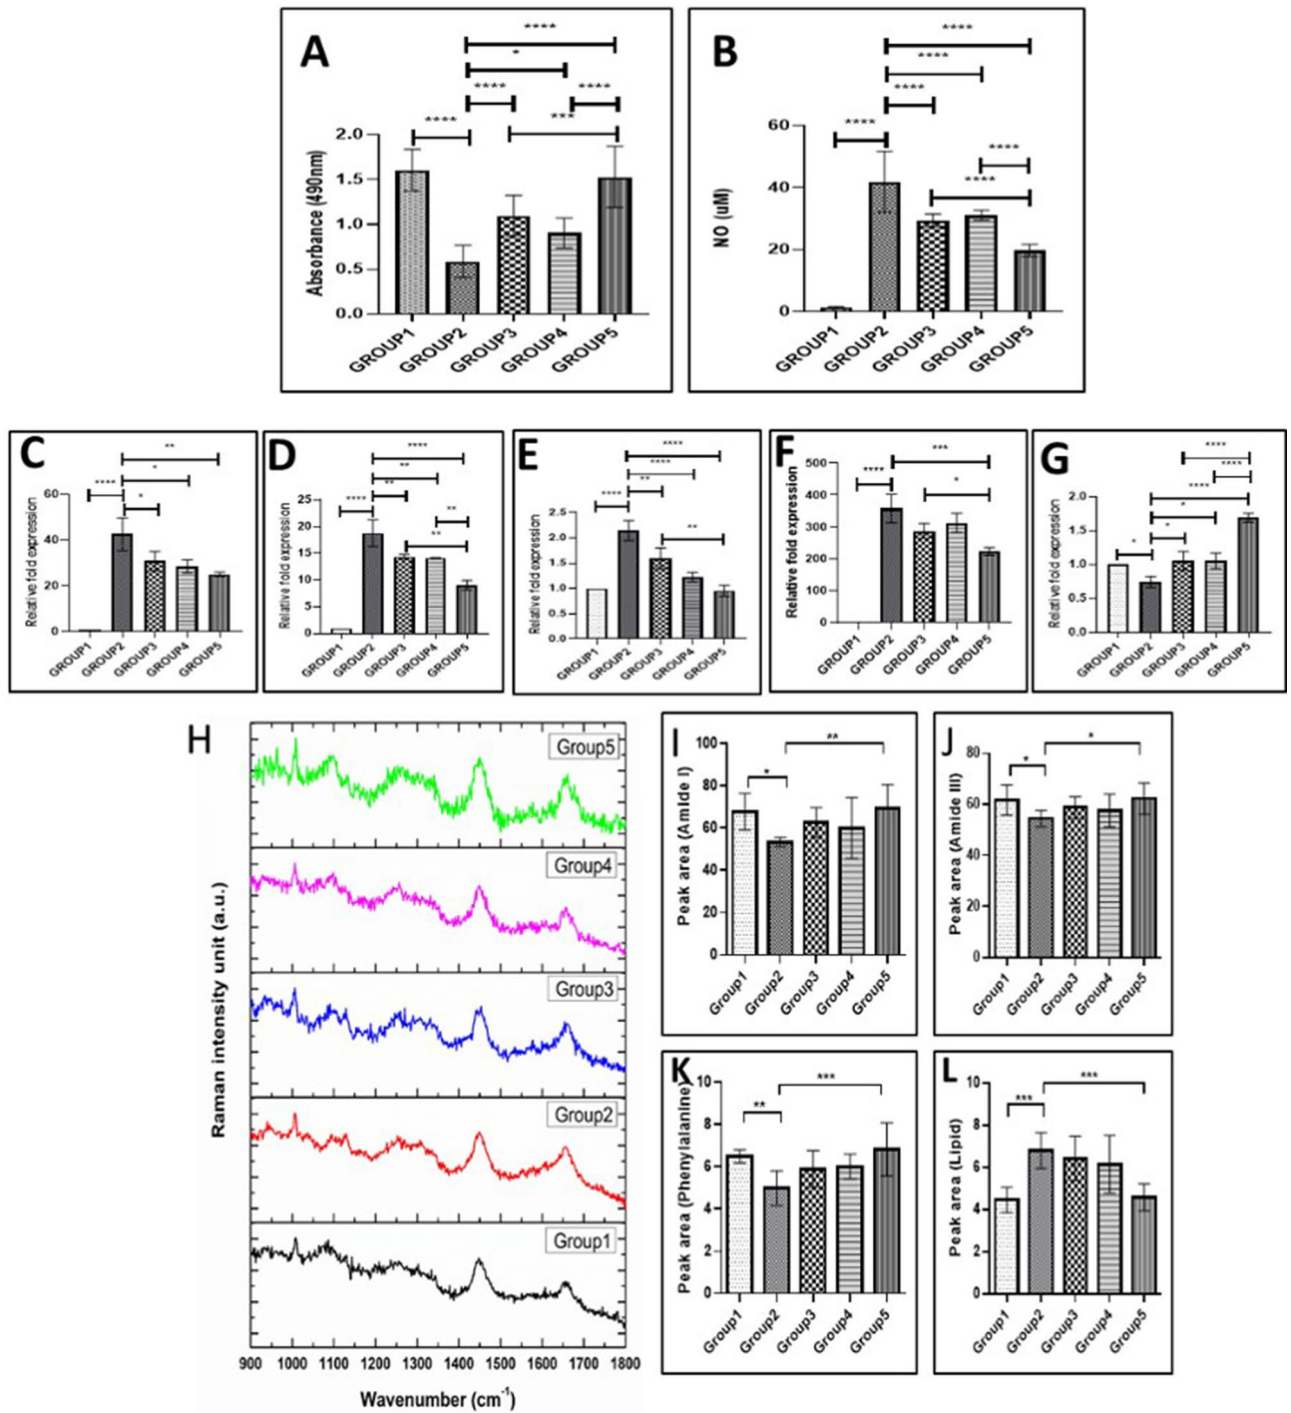 A
****
*
****
****
****
***
Absorbance (490nm)
2.0
1.5
1.0
0.5
0.0
GROUP1
GROUP2
GROUP3
GROUP4
GROUP5
B
****
****
****
****
****
****
NO (uM)
60
40
20
0
GROUP1
GROUP2
GROUP3
GROUP4
GROUP5
C
**
*
****
*
Relative fold expression
60
40
20
0
GROUP1
GROUP2
GROUP3
GROUP4
GROUP5
D
****
**
**
****
**
**
Relative fold expression
25
20
15
10
5
0
GROUP1
GROUP2
GROUP3
GROUP4
GROUP5
E
****
****
**
****
**
Relative fold expression
2.5
2.0
1.5
1.0
0.5
0.0
GROUP1
GROUP2
GROUP3
GROUP4
GROUP5
F
***
****
*
Relative fold expression
500
400
300
200
100
0
GROUP1
GROUP2
GROUP3
GROUP4
GROUP5
G
****
****
****
*
*
*
Relative fold expression
2.0
1.5
1.0
0.5
0.0
GROUP1
GROUP2
GROUP3
GROUP4
GROUP5
H
Raman intensity unit (a.u.)
Group5
Group4
Group3
Group2
Group1
900 1000 1100 1200 1300 1400 1500 1600 1700 1800
Wavenumber (cm-1)
I
**
*
Peak area (Amide I)
100
80
60
40
20
0
Group1
Group2
Group3
Group4
Group5
J
*
*
Peak area (Amide III)
80
60
40
20
0
Group1
Group2
Group3
Group4
Group5
K
***
**
Peak area (Phenylalanine)
10
8
6
4
2
0
Group1
Group2
Group3
Group4
Group5
L
***
***
Peak area (Lipid)
10
8
6
4
2
0
Group1
Group2
Group3
Group4
Group5